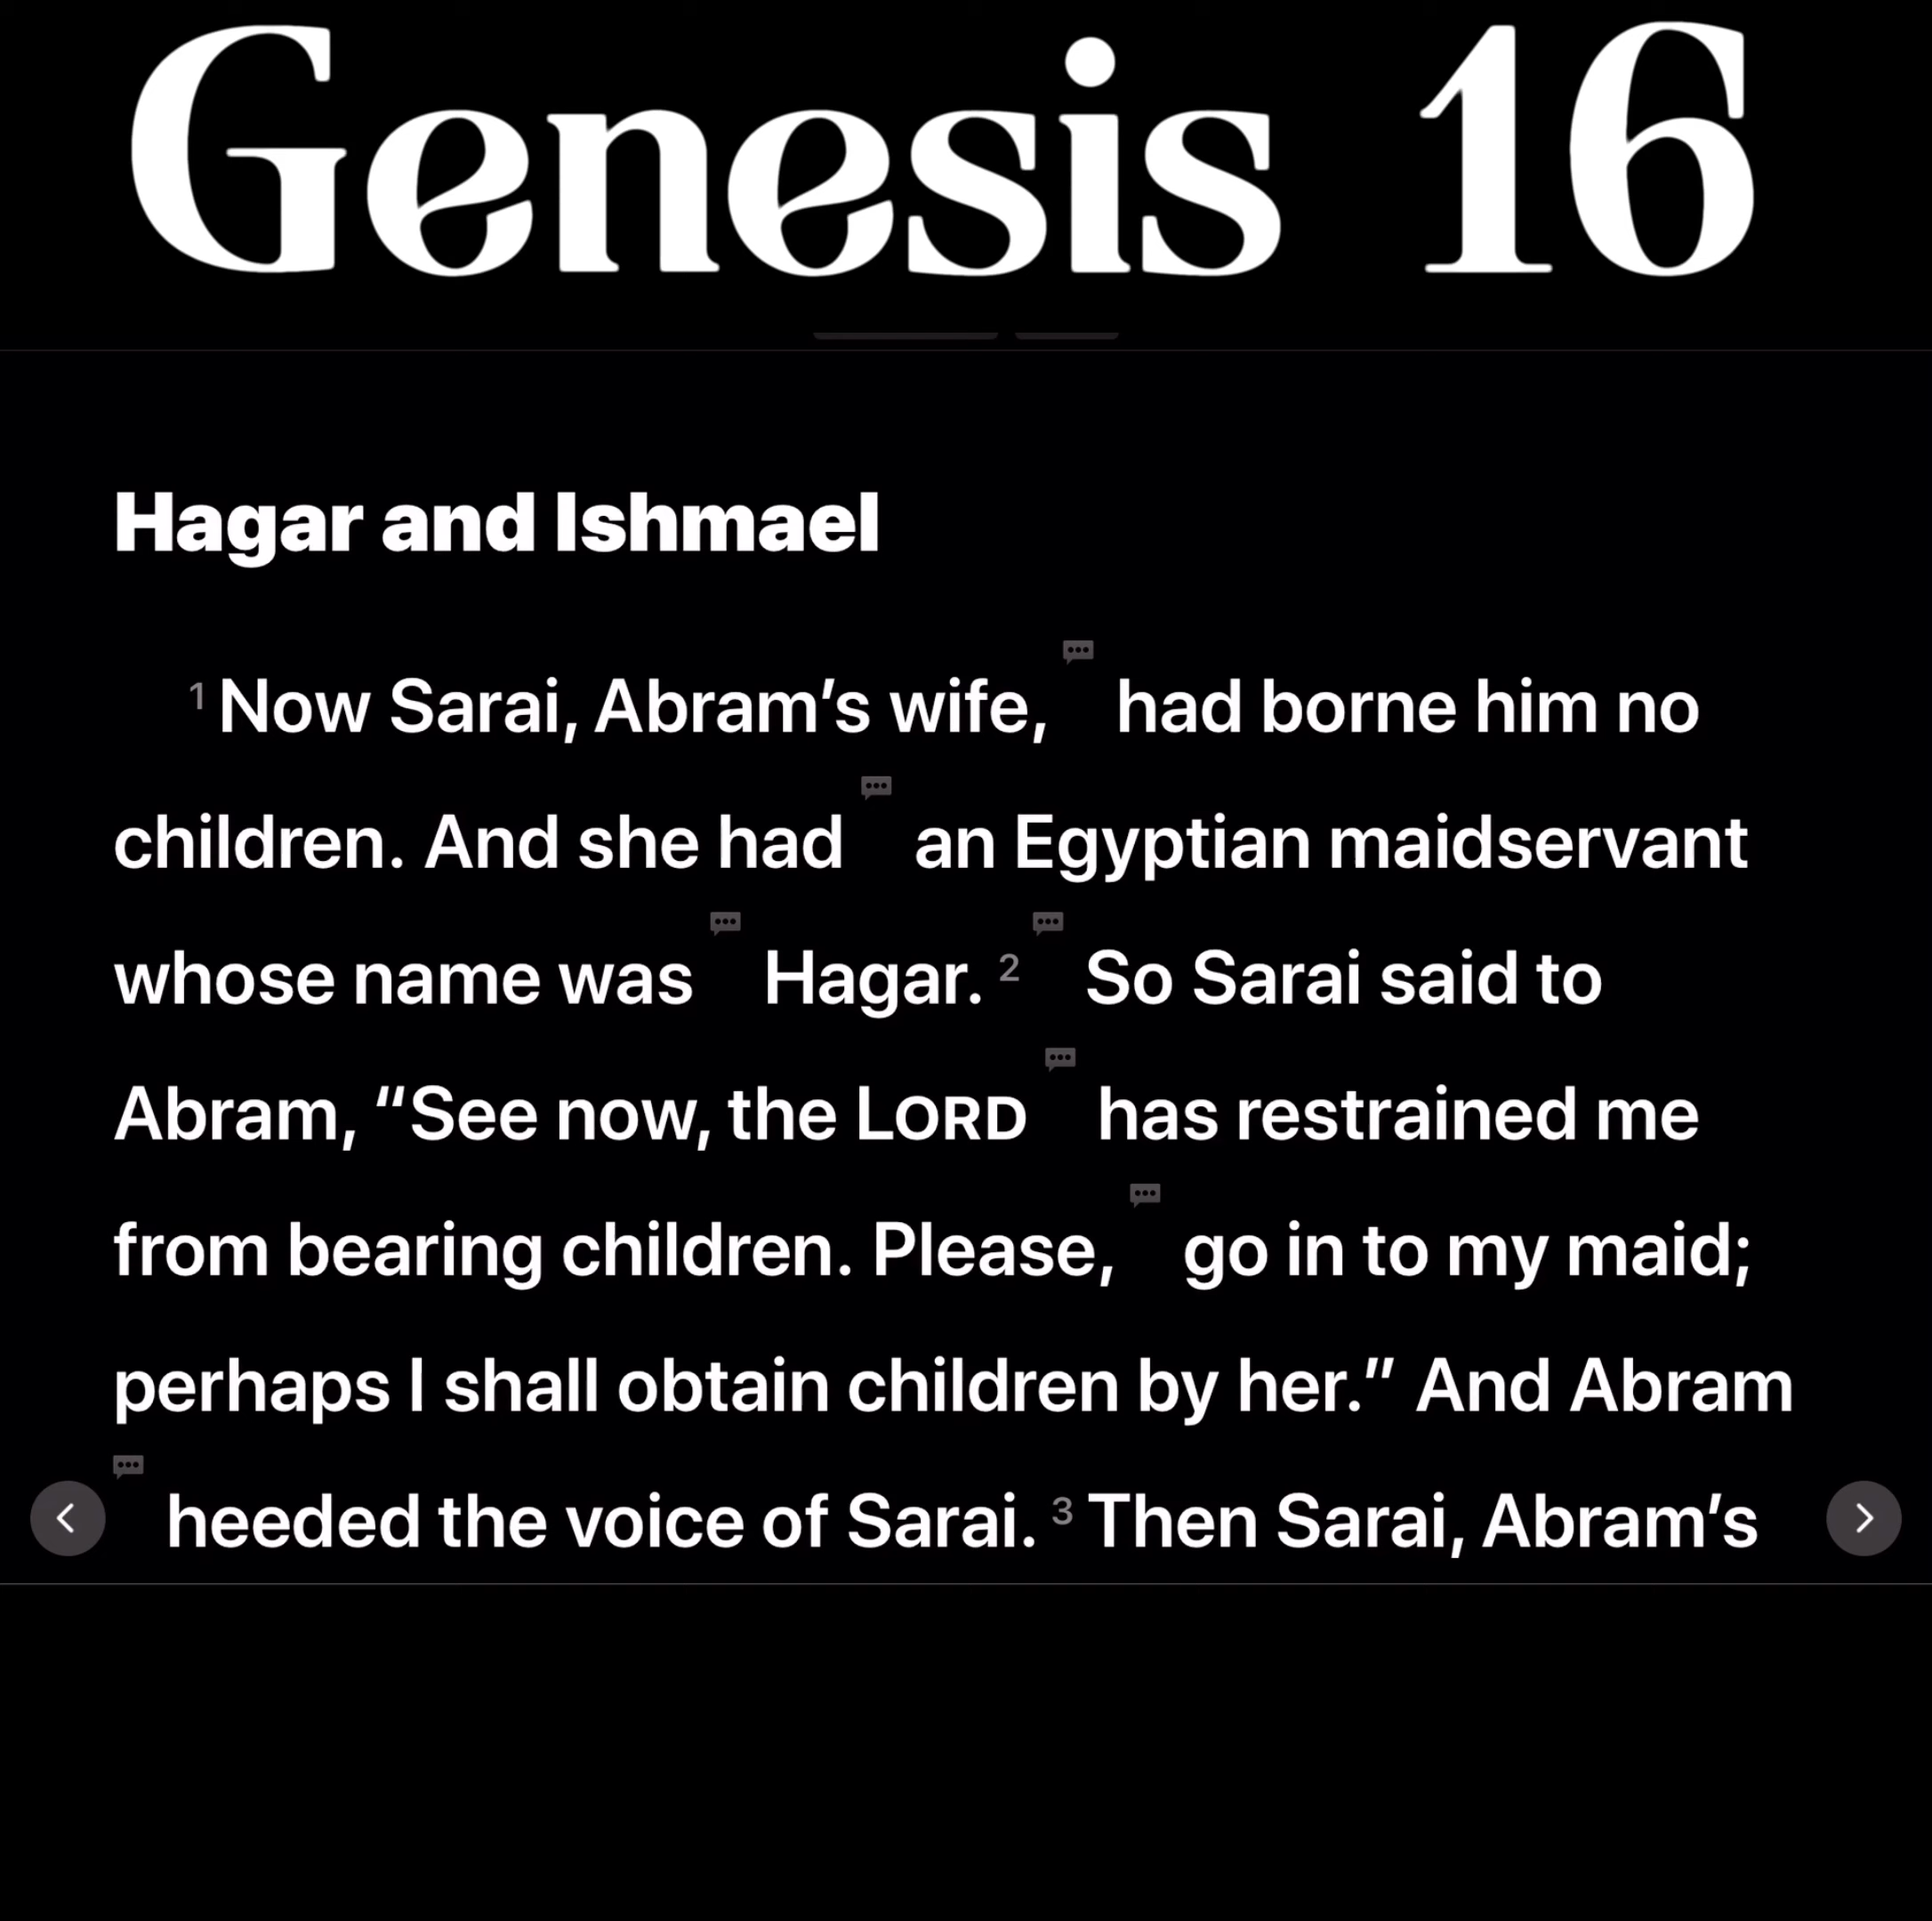 Genesis 16
Hagar and Ishmael
1 Now Sarai, Abram’s wife, had borne him no
children. And she had an Egyptian maidservant
whose name was Hagar. 2 So Sarai said to
Abram, “See now, the LORD has restrained me
from bearing children. Please, go in to my maid;
perhaps I shall obtain children by her.” And Abram
heeded the voice of Sarai. 3 Then Sarai, Abram’s